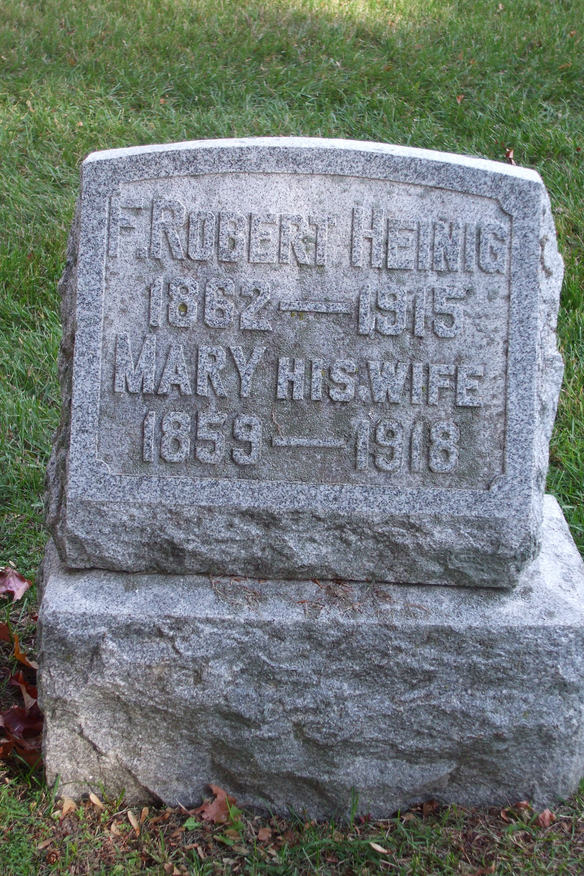 F. ROBERT HEINIG
1862 — 1915
MARY HIS WIFE
1859 — 1918